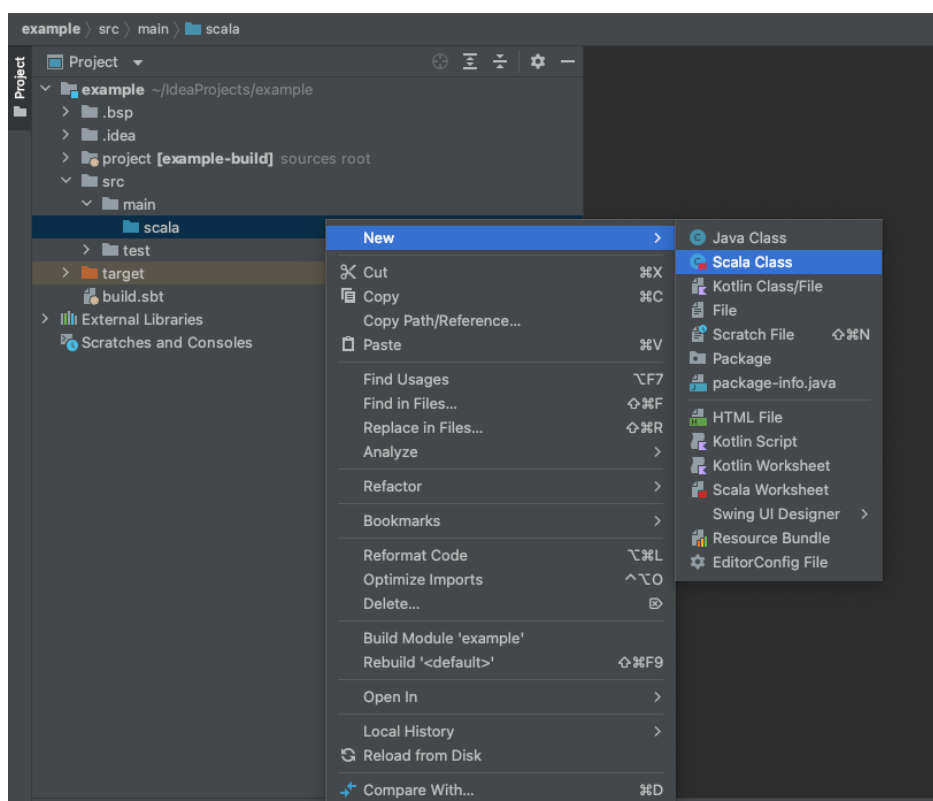 example 〉 src 〉 main 〉 scala
Project
Project
example ~/IdeaProjects/example
.bsp
.idea
project [example-build] sources root
src
main
scala
test
target
build.sbt
External Libraries
Scratches and Consoles
New
Cut ⌘X
Copy ⌘C
Copy Path/Reference...
Paste ⌘V
Find Usages ⌥F7
Find in Files... ⇧⌘F
Replace in Files... ⇧⌘R
Analyze
Refactor
Bookmarks
Reformat Code ⌥⌘L
Optimize Imports ^⌥O
Delete... ⌦
Build Module 'example'
Rebuild '<default>' ⇧⌘F9
Open In
Local History
Reload from Disk
Compare With... ⌘D
Java Class
Scala Class
Kotlin Class/File
File
Scratch File ⇧⌘N
Package
package-info.java
HTML File
Kotlin Script
Kotlin Worksheet
Scala Worksheet
Swing UI Designer
Resource Bundle
EditorConfig File